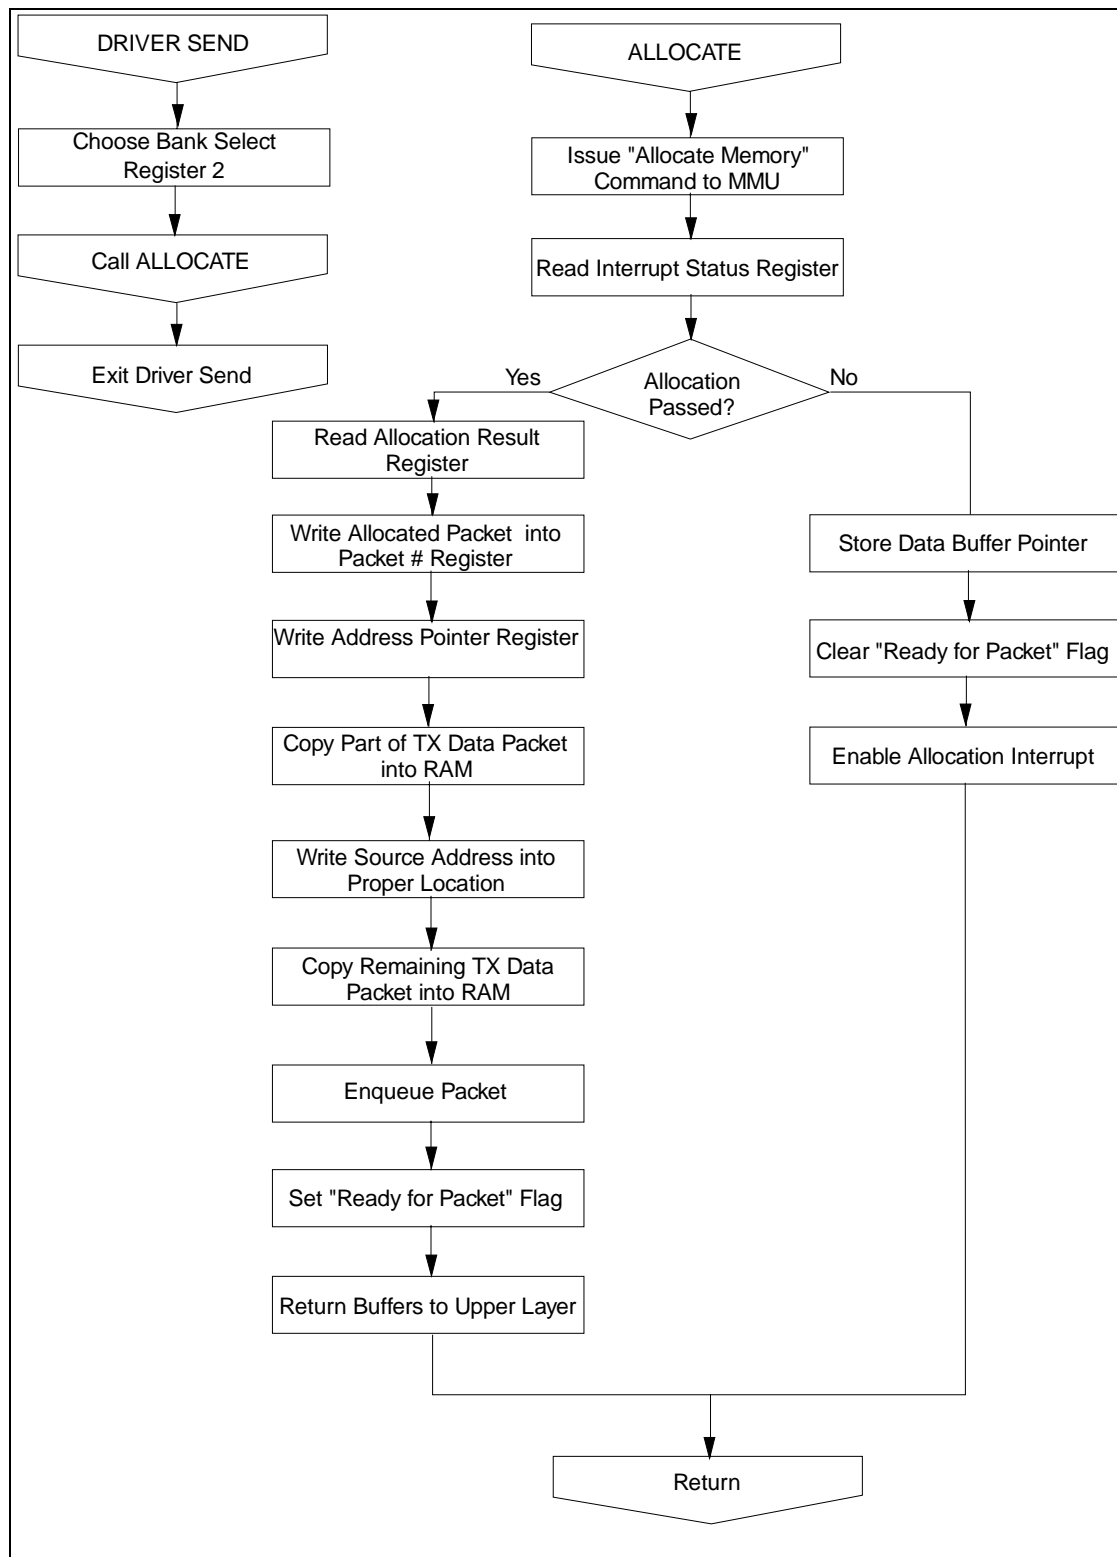 DRIVER SEND
Choose Bank Select
Register 2
Call ALLOCATE
Exit Driver Send
ALLOCATE
Issue "Allocate Memory"
Command to MMU
Read Interrupt Status Register
Allocation
Passed?
Yes
No
Read Allocation Result
Register
Write Allocated Packet into
Packet # Register
Write Address Pointer Register
Copy Part of TX Data Packet
into RAM
Write Source Address into
Proper Location
Copy Remaining TX Data
Packet into RAM
Enqueue Packet
Set "Ready for Packet" Flag
Return Buffers to Upper Layer
Store Data Buffer Pointer
Clear "Ready for Packet" Flag
Enable Allocation Interrupt
Return